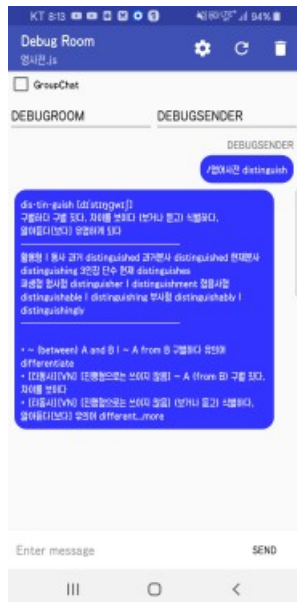 KT 8:13 94%
Debug Room
영사전.js
GroupChat
DEBUGROOM DEBUGSENDER
DEBUGSENDER
/영어사전 distinguish
dis·tin·guish [dɪˈstɪŋɡwɪʃ]
구별하다 구별 짓다, 차이를 보이다 (보거나 듣고) 식별하다,
알아듣다[보다] 유명하게 되다
활용형 | 동사 과거 distinguished 과거분사 distinguished 현재분사
distinguishing 3인칭 단수 현재 distinguishes
파생형 명사형 distinguisher | distinguishment 형용사형
distinguishable | distinguishing 부사형 distinguishably |
distinguishingly
• ~ (between) A and B | ~ A from B 구별하다 유의어
differentiate
• [타동사][VN] [진행형으로는 쓰이지 않음] ~ A (from B) 구별 짓다,
차이를 보이다
• [타동사][VN] [진행형으로는 쓰이지 않음] (보거나 듣고) 식별하다,
알아듣다[보다] 유의어 different...more
Enter message SEND